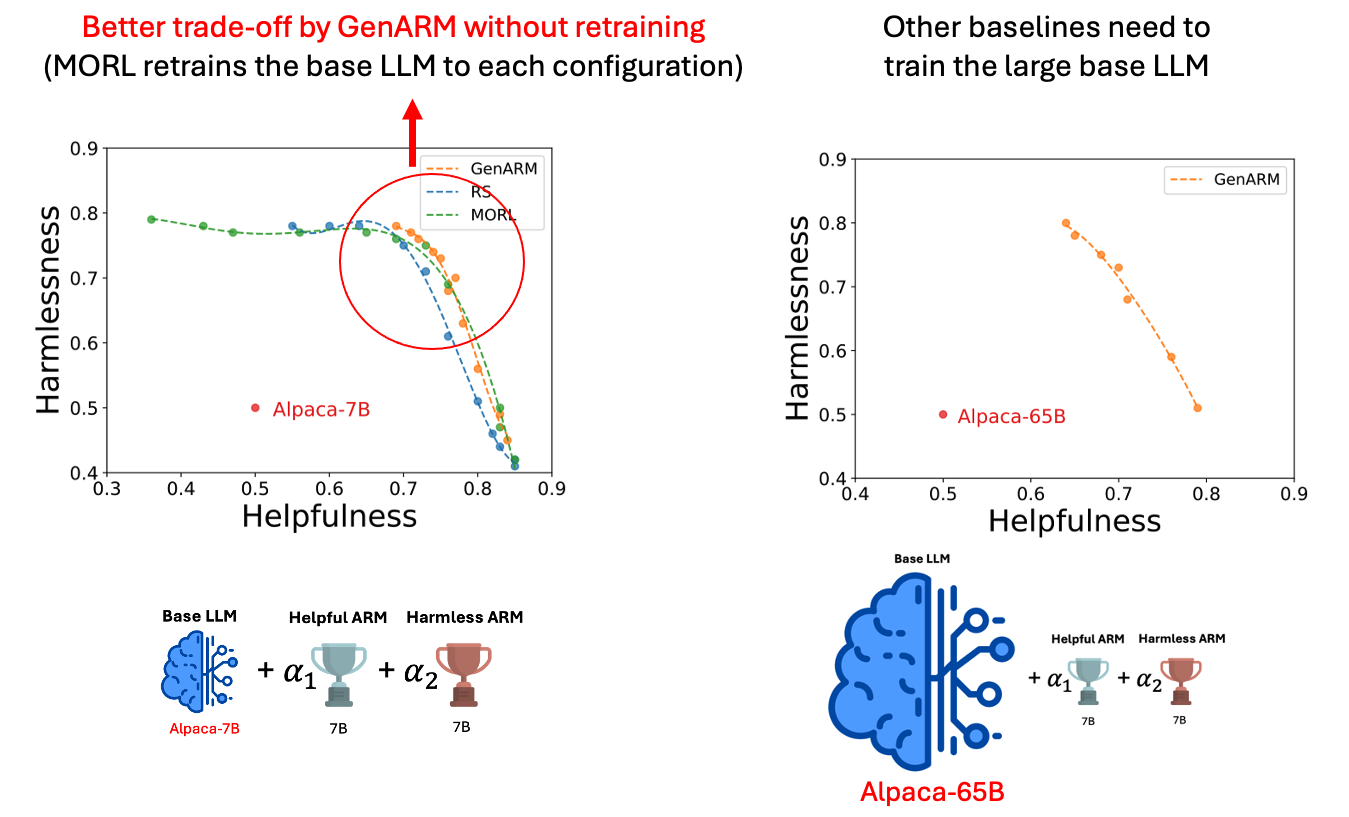 Better trade-off by GenARM without retraining
(MORL retrains the base LLM to each configuration)
Harmlessness
0.9
0.8
0.7
0.6
0.5
0.4
GenARM
RS
MORL
Alpaca-7B
0.3 0.4 0.5 0.6 0.7 0.8 0.9
Helpfulness
Base LLM
Helpful ARM
Harmless ARM
+ α1 + α2
Alpaca-7B
7B
7B
Other baselines need to
train the large base LLM
Harmlessness
0.9
0.8
0.7
0.6
0.5
0.4
GenARM
Alpaca-65B
0.4 0.5 0.6 0.7 0.8 0.9
Helpfulness
Base LLM
Helpful ARM
Harmless ARM
+ α1 + α2
7B
7B
Alpaca-65B